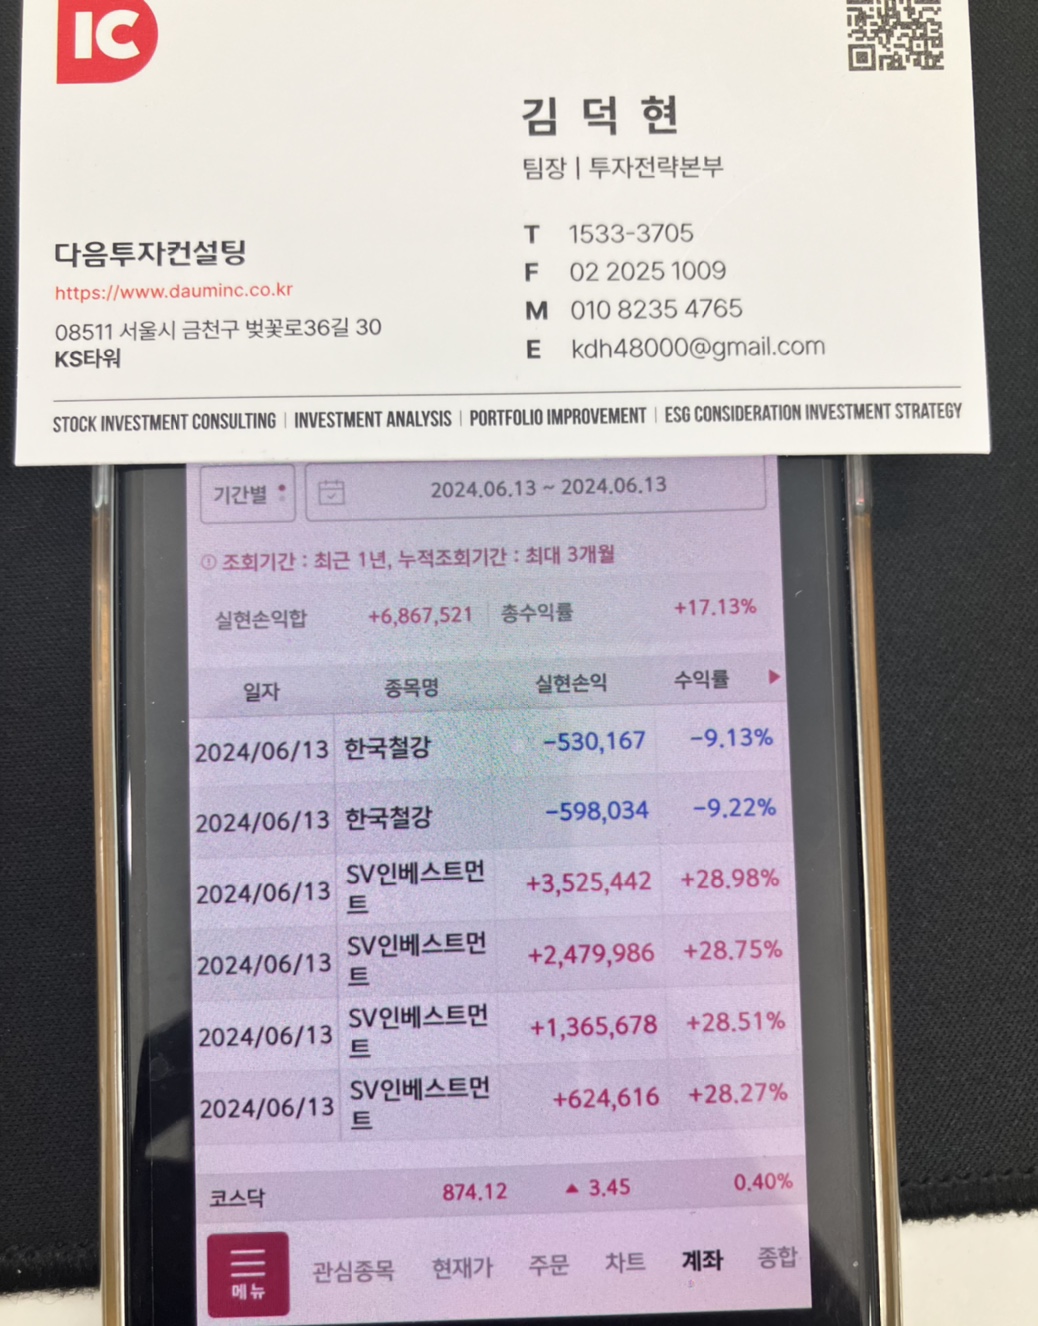 IC
김 덕 현
팀장 | 투자전략본부
다음투자컨설팅
https://www.dauminc.co.kr
08511 서울시 금천구 벚꽃로36길 30
KS타워
T 1533-3705
F 02 2025 1009
M 010 8235 4765
E kdh48000@gmail.com
STOCK INVESTMENT CONSULTING | INVESTMENT ANALYSIS | PORTFOLIO IMPROVEMENT | ESG CONSIDERATION INVESTMENT STRATEGY
기간별 2024.06.13 ~ 2024.06.13
조회기간 : 최근 1년, 누적조회기간 : 최대 3개월
실현손익합 +6,867,521 총수익률 +17.13%
일자 종목명 실현손익 수익률
2024/06/13 한국철강 -530,167 -9.13%
2024/06/13 한국철강 -598,034 -9.22%
2024/06/13 SV인베스트먼 +3,525,442 +28.98%
트
2024/06/13 SV인베스트먼 +2,479,986 +28.75%
트
2024/06/13 SV인베스트먼 +1,365,678 +28.51%
트
2024/06/13 SV인베스트먼 +624,616 +28.27%
트
코스닥 874.12 ▲ 3.45 0.40%
메뉴 관심종목 현재가 주문 차트 계좌 종합